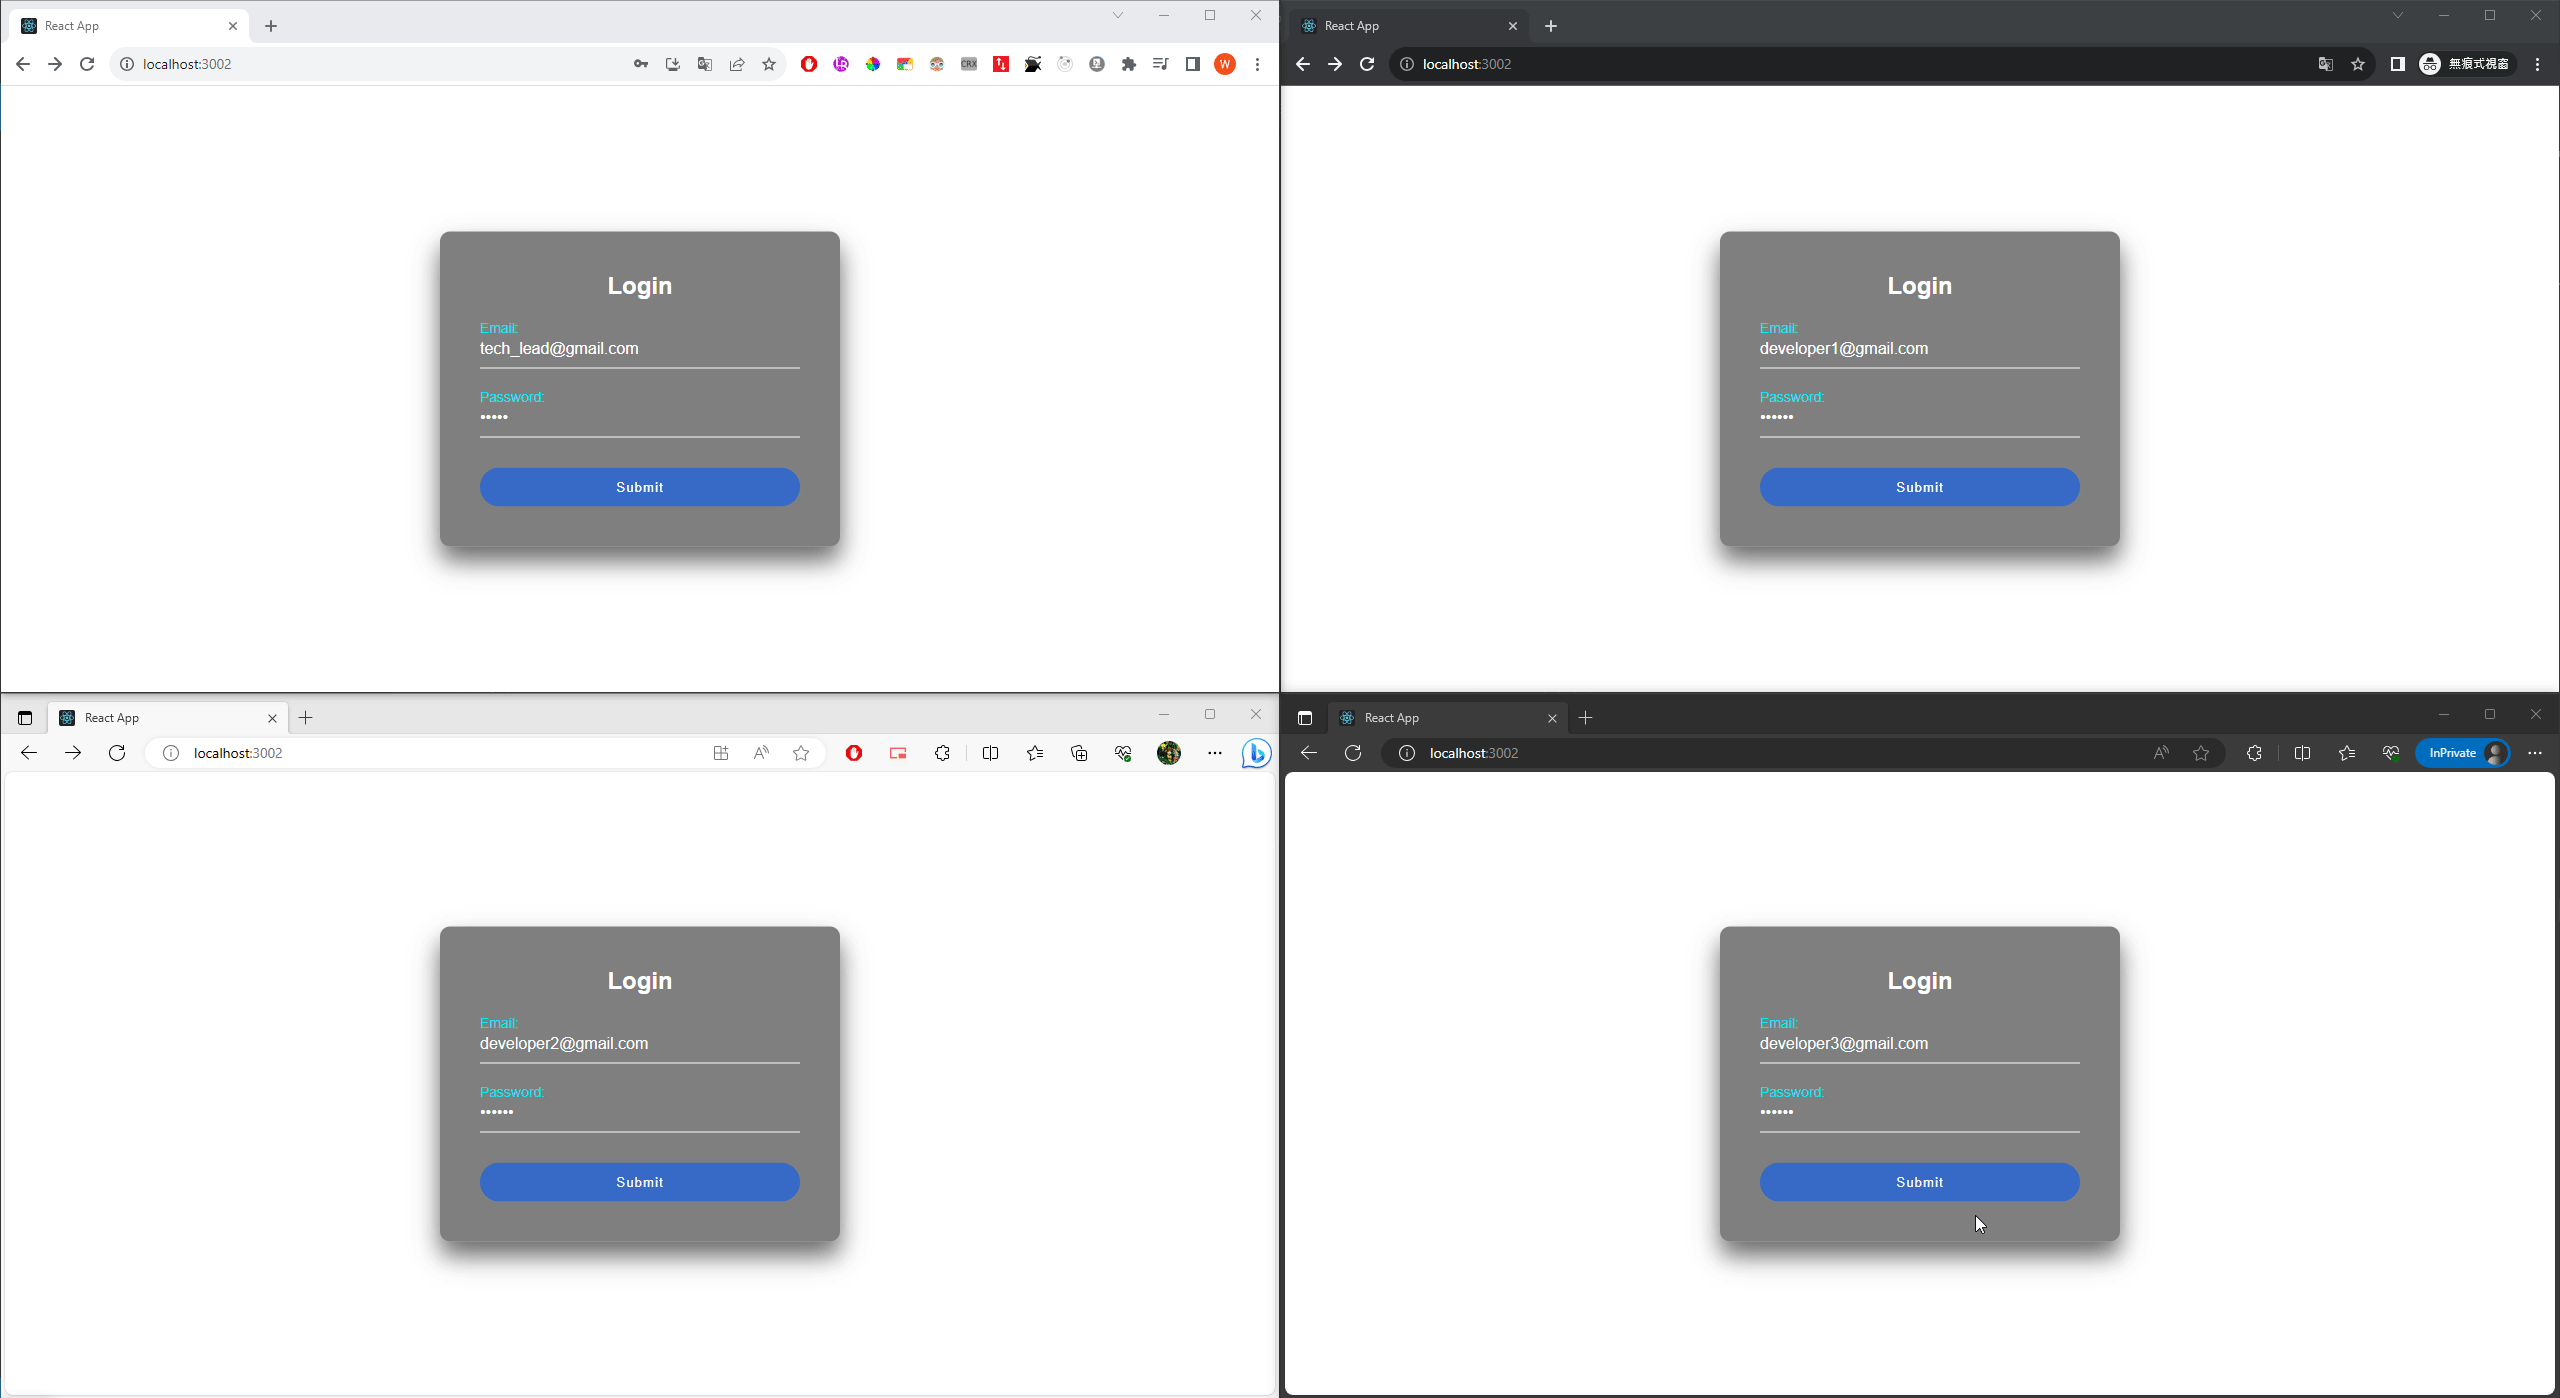 React App
localhost:3002
CRX
W
Login
Email:
tech_lead@gmail.com
Password:
•••••
Submit
React App
localhost:3002
無痕式視窗
Login
Email:
developer1@gmail.com
Password:
••••••
Submit
React App
localhost:3002
Login
Email:
developer2@gmail.com
Password:
••••••
Submit
React App
localhost:3002
InPrivate
Login
Email:
developer3@gmail.com
Password:
••••••
Submit